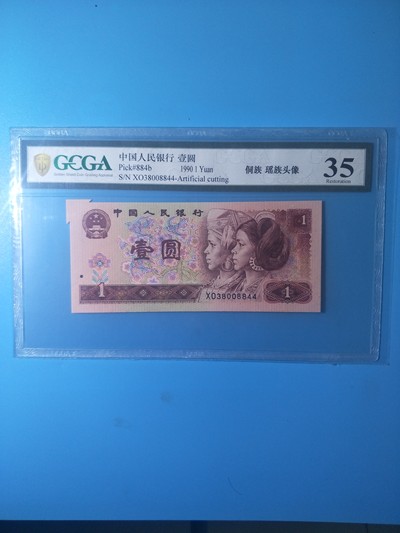 GCGA
中国人民银行 壹圆
Pick#884b 1990 1 Yuan
S/N XO38008844-Artificial cutting
侗族 瑶族头像
35
Restoration
中国人民银行
壹圆
1
1
XO38008844
1